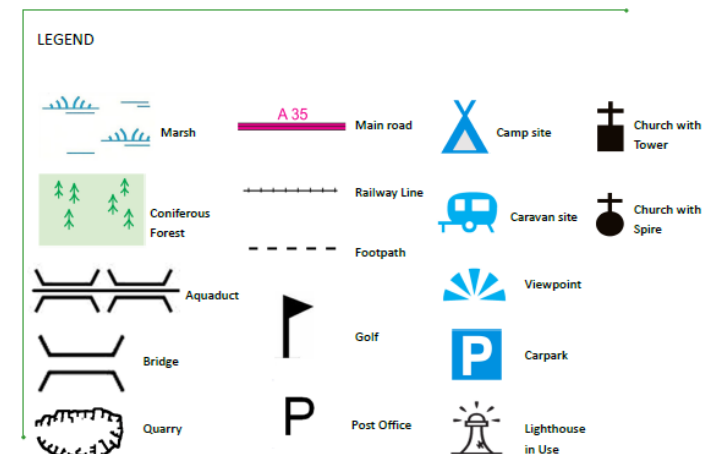 LEGEND
Marsh
Coniferous
Forest
Aquaduct
Bridge
Quarry
A 35
Main road
Railway Line
Footpath
Golf
P
Post Office
Camp site
Caravan site
Viewpoint
P
Carpark
Lighthouse
in Use
Church with
Tower
Church with
Spire